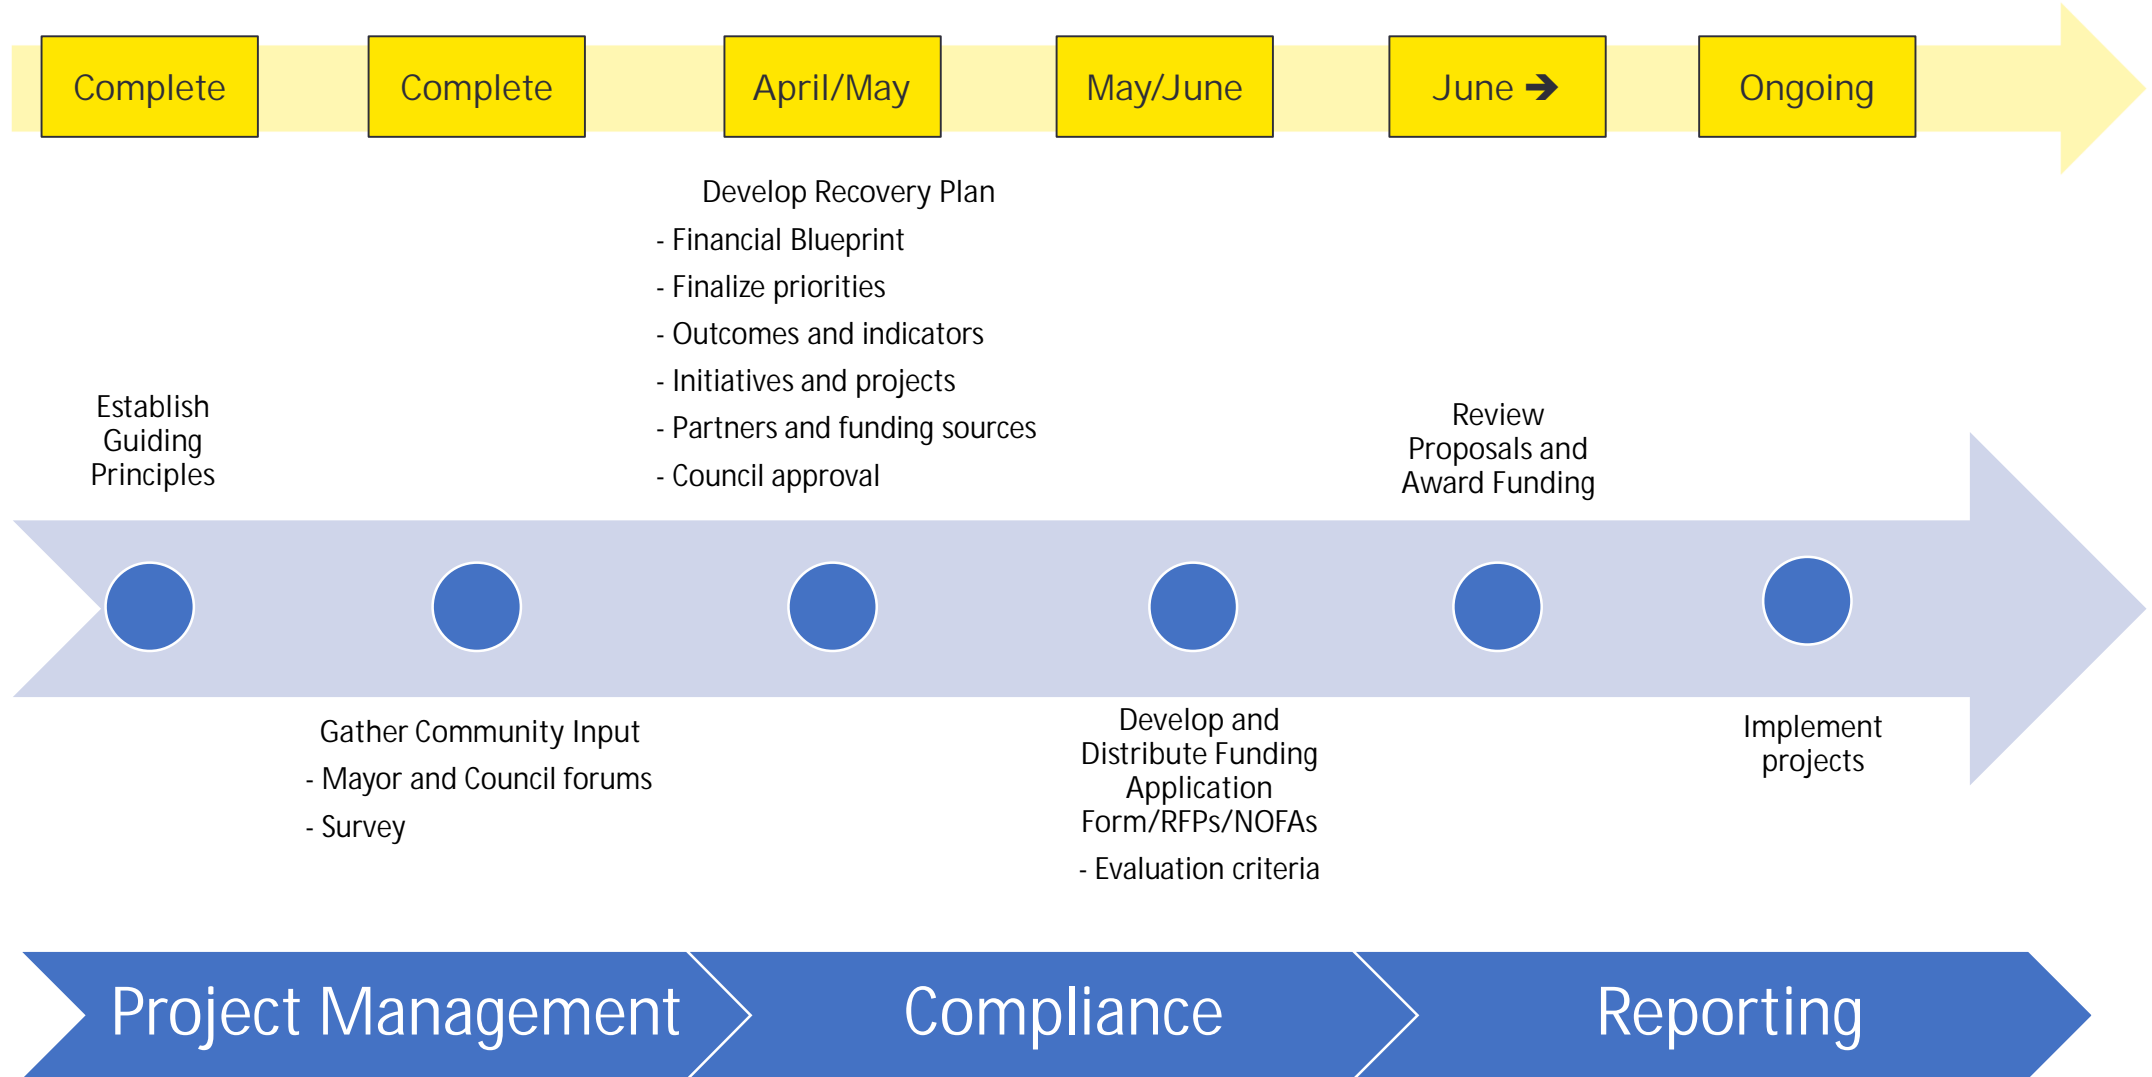 Complete
Complete
April/May
May/June
June ➔
Ongoing
Develop Recovery Plan
- Financial Blueprint
- Finalize priorities
- Outcomes and indicators
- Initiatives and projects
- Partners and funding sources
- Council approval
Establish
Guiding
Principles
Review
Proposals and
Award Funding
Gather Community Input
- Mayor and Council forums
- Survey
Develop and
Distribute Funding
Application
Form/RFPs/NOFAs
- Evaluation criteria
Implement
projects
Project Management
Compliance
Reporting